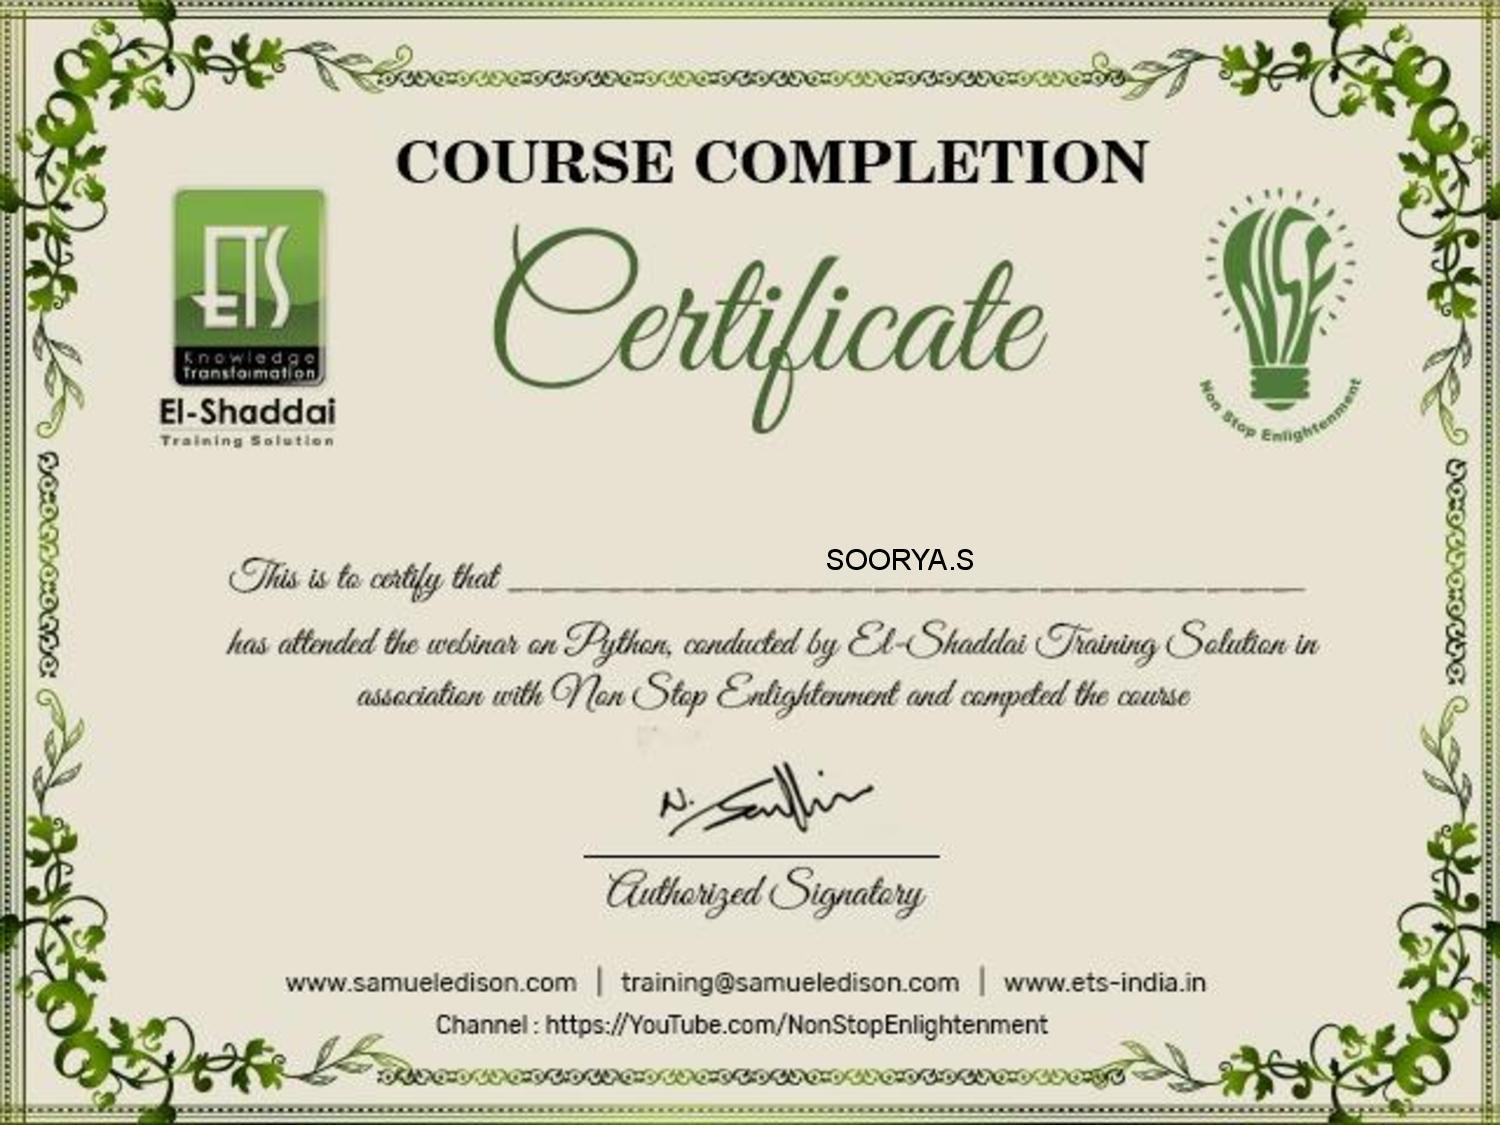 COURSE COMPLETION
Certificate
ETS
Knowledge
Transformation
El-Shaddai
Training Solution
NSE
Non Stop Enlightenment
SOORYA.S
This is to certify that ________________________
has attended the webinar on Python, conducted by El-Shaddai Training Solution in
association with Non Stop Enlightenment and competed the course
N.
Authorized Signatory
www.samueledison.com | training@samueledison.com | www.ets-india.in
Channel : https://YouTube.com/NonStopEnlightenment